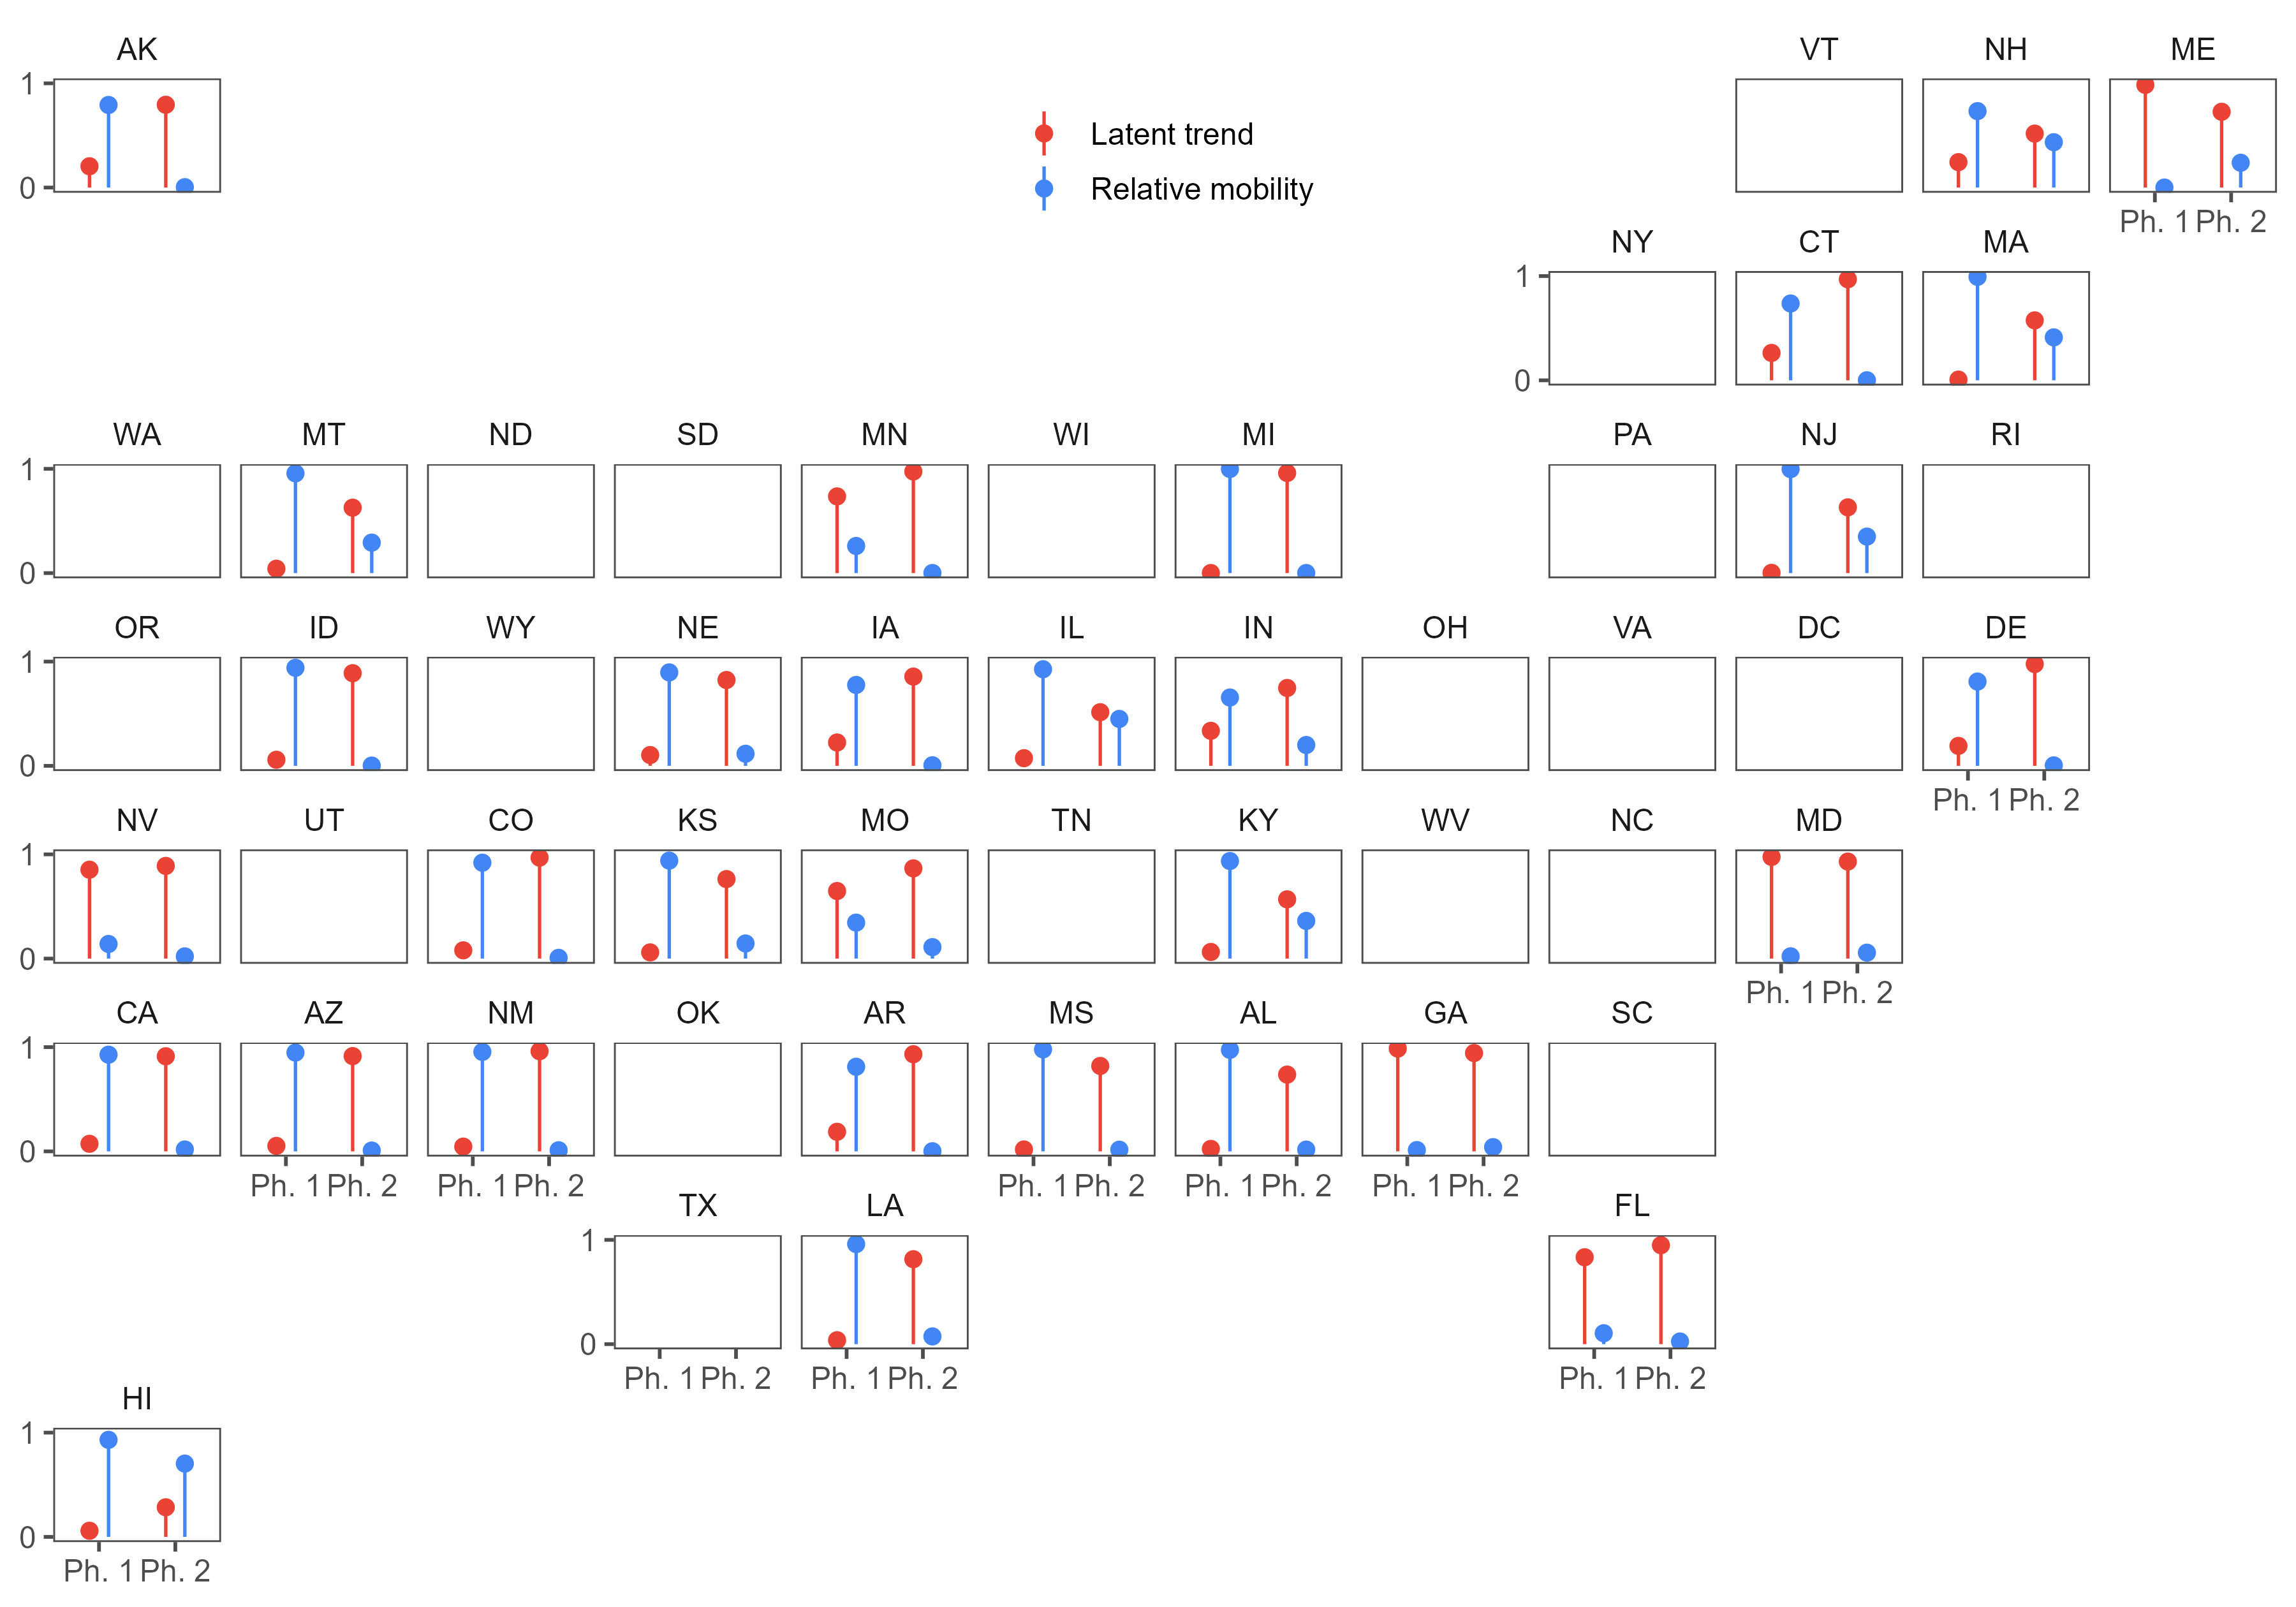 AK VT NH ME
1
0
Latent trend
Relative mobility
Ph. 1 Ph. 2
NY CT MA
1
0
WA MT ND SD MN WI MI PA NJ RI
1
0
OR ID WY NE IA IL IN OH VA DC DE
1
0
Ph. 1 Ph. 2
NV UT CO KS MO TN KY WV NC MD
1
0
Ph. 1 Ph. 2
CA AZ NM OK AR MS AL GA SC
1
0
Ph. 1 Ph. 2 Ph. 1 Ph. 2 Ph. 1 Ph. 2 Ph. 1 Ph. 2 Ph. 1 Ph. 2
TX LA FL
1
0
Ph. 1 Ph. 2 Ph. 1 Ph. 2 Ph. 1 Ph. 2
HI
1
0
Ph. 1 Ph. 2